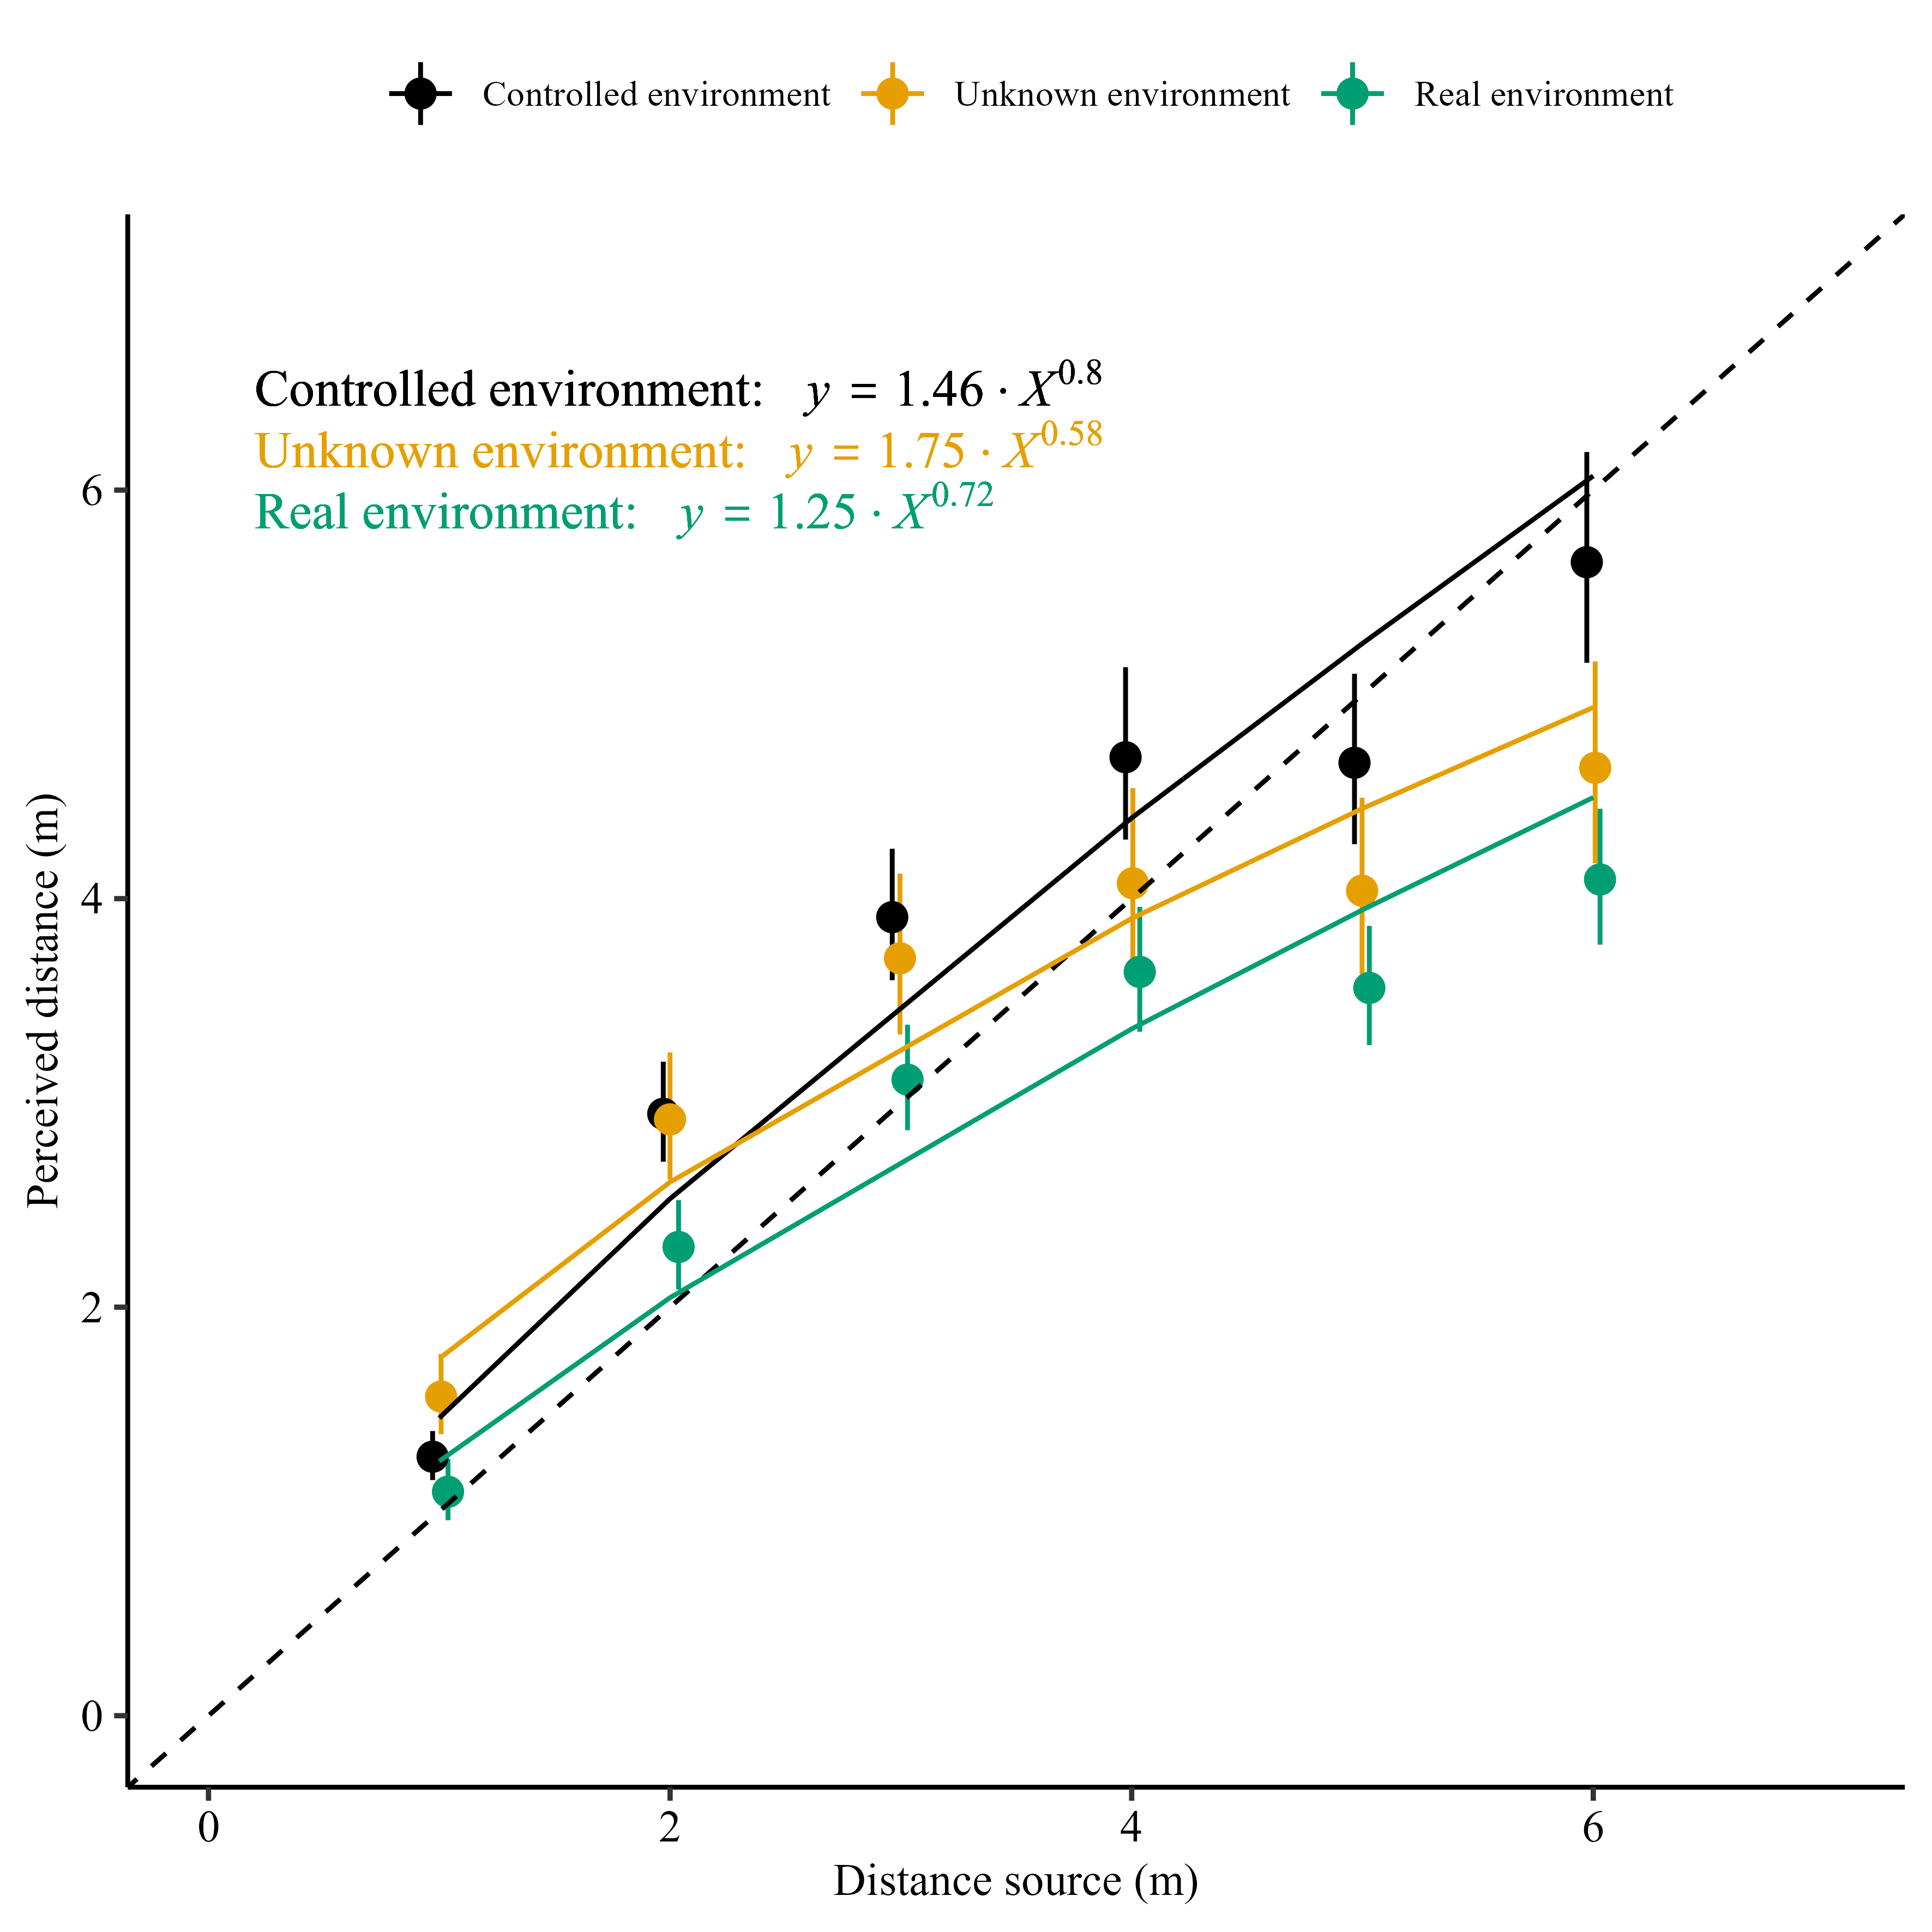 Controlled environment Unknown environment Real environment
Controlled environment: y = 1.46 · X^0.8
Unknown environment: y = 1.75 · X^0.58
Real environment: y = 1.25 · X^0.72
6
4
2
0
Perceived distance (m)
0 2 4 6
Distance source (m)